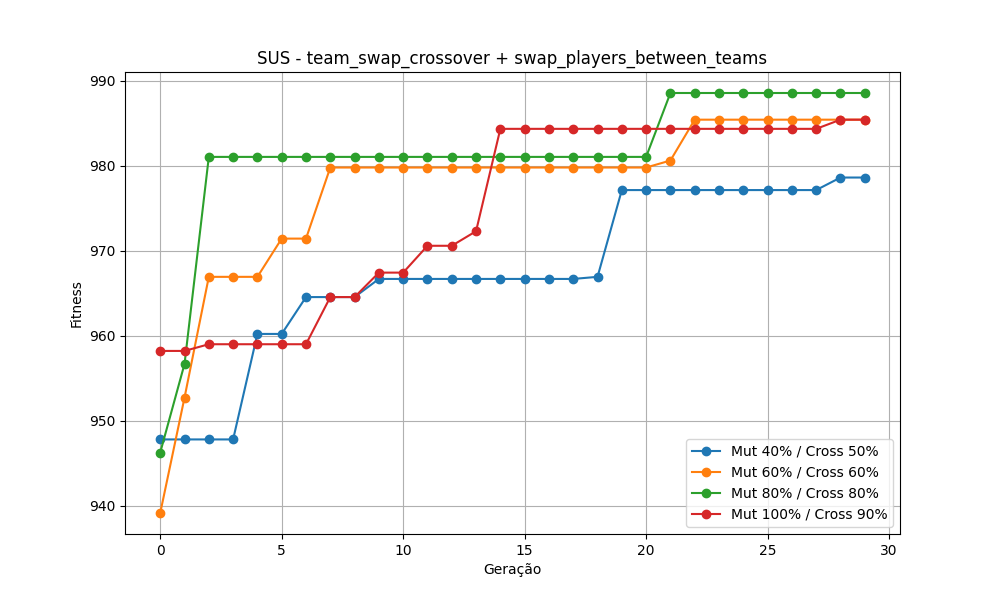 SUS - team_swap_crossover + swap_players_between_teams
990
980
970
960
950
940
Fitness
0 5 10 15 20 25 30
Geração
Mut 40% / Cross 50%
Mut 60% / Cross 60%
Mut 80% / Cross 80%
Mut 100% / Cross 90%